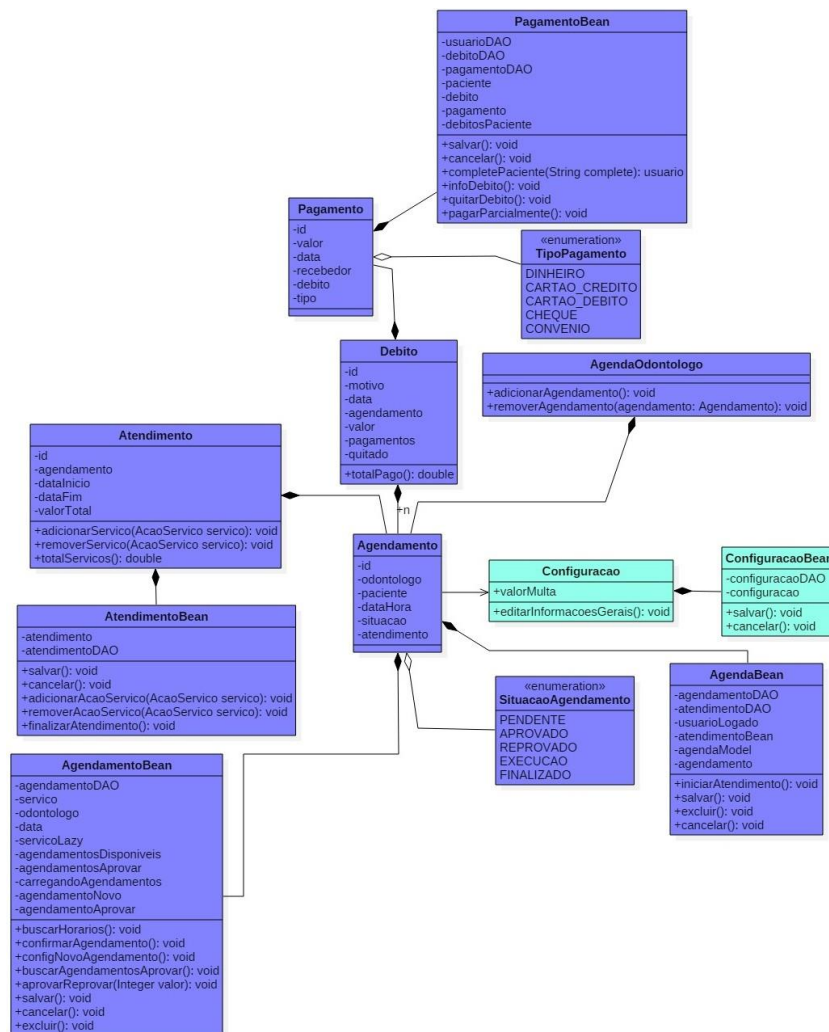 PagamentoBean
-usuarioDAO
-debitoDAO
-pagamentoDAO
-paciente
-debito
-pagamento
-debitosPaciente
+salvar(): void
+cancelar(): void
+completePaciente(String complete): usuario
+infoDebito(): void
+quitarDebito(): void
+pagarParcialmente(): void
Pagamento
-id
-valor
-data
-recebedor
-debito
-tipo
«enumeration»
TipoPagamento
DINHEIRO
CARTAO_CREDITO
CARTAO_DEBITO
CHEQUE
CONVENIO
Debito
-id
-motivo
-data
-agendamento
-valor
-pagamentos
-quitado
+totalPago(): double
+n
AgendaOdontologo
+adicionarAgendamento(): void
+removerAgendamento(agendamento: Agendamento): void
Atendimento
-id
-agendamento
-dataInicio
-dataFim
-valorTotal
+adicionarServico(AcaoServico servico): void
+removerServico(AcaoServico servico): void
+totalServicos(): double
Agendamento
-id
-odontologo
-paciente
-dataHora
-situacao
-atendimento
Configuracao
+valorMulta
+editarInformacoesGerais(): void
ConfiguracaoBean
-configuracaoDAO
-configuracao
+salvar(): void
+cancelar(): void
AtendimentoBean
-atendimento
-atendimentoDAO
+salvar(): void
+cancelar(): void
+adicionarAcaoServico(AcaoServico servico): void
+removerAcaoServico(AcaoServico servico): void
+finalizarAtendimento(): void
«enumeration»
SituacaoAgendamento
PENDENTE
APROVADO
REPROVADO
EXECUCAO
FINALIZADO
AgendaBean
-agendamentoDAO
-atendimentoDAO
-usuarioLogado
-atendimentoBean
-agendaModel
-agendamento
+iniciarAtendimento(): void
+salvar(): void
+excluir(): void
+cancelar(): void
AgendamentoBean
-agendamentoDAO
-servico
-odontologo
-data
-servicoLazy
-agendamentosDisponiveis
-agendamentosAprovar
-carregandoAgendamentos
-agendamentoNovo
-agendamentoAprovar
+buscarHorarios(): void
+confirmarAgendamento(): void
+configNovoAgendamento(): void
+buscarAgendamentosAprovar(): void
+aprovarReprovar(Integer valor): void
+salvar(): void
+cancelar(): void
+excluir(): void